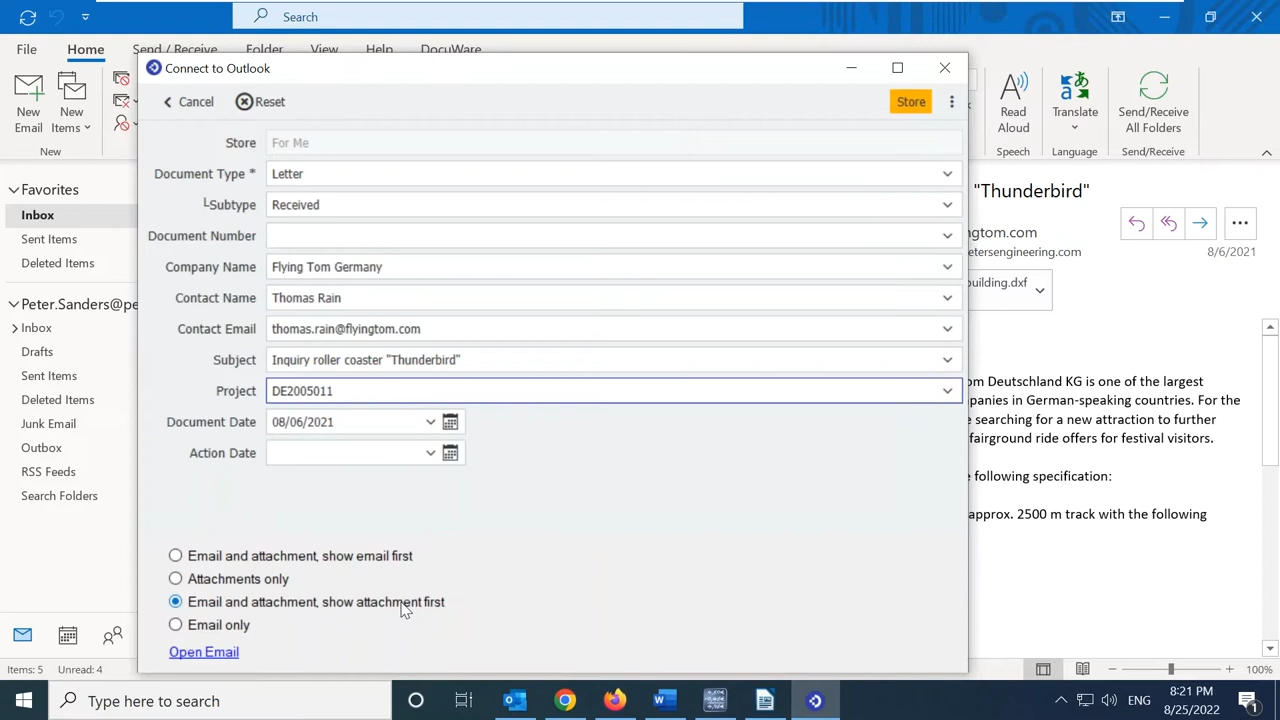 Search
File
Home
Send / Receive
Folder
View
Help
DocuWare
Connect to Outlook
New
Email
New
Items
New
Cancel
Reset
Store
Read
Aloud
Speech
Translate
Language
Send/Receive
All Folders
Send/Receive
Favorites
Inbox
Sent Items
Deleted Items
Peter.Sanders@pe
Inbox
Drafts
Sent Items
Deleted Items
Junk Email
Outbox
RSS Feeds
Search Folders
Store For Me
Document Type * Letter
Subtype Received
Document Number
Company Name Flying Tom Germany
Contact Name Thomas Rain
Contact Email thomas.rain@flyingtom.com
Subject Inquiry roller coaster "Thunderbird"
Project DE2005011
Document Date 08/06/2021
Action Date
Email and attachment, show email first
Attachments only
Email and attachment, show attachment first
Email only
Open Email
"Thunderbird"
ngtom.com
petersengineering.com
8/6/2021
building.dxf
om Deutschland KG is one of the largest
mpanies in German-speaking countries. For the
e searching for a new attraction to further
fairground ride offers for festival visitors.
e following specification:
approx. 2500 m track with the following
Items: 5 Unread: 4
100%
Type here to search
ENG
8:21 PM
8/25/2022
1